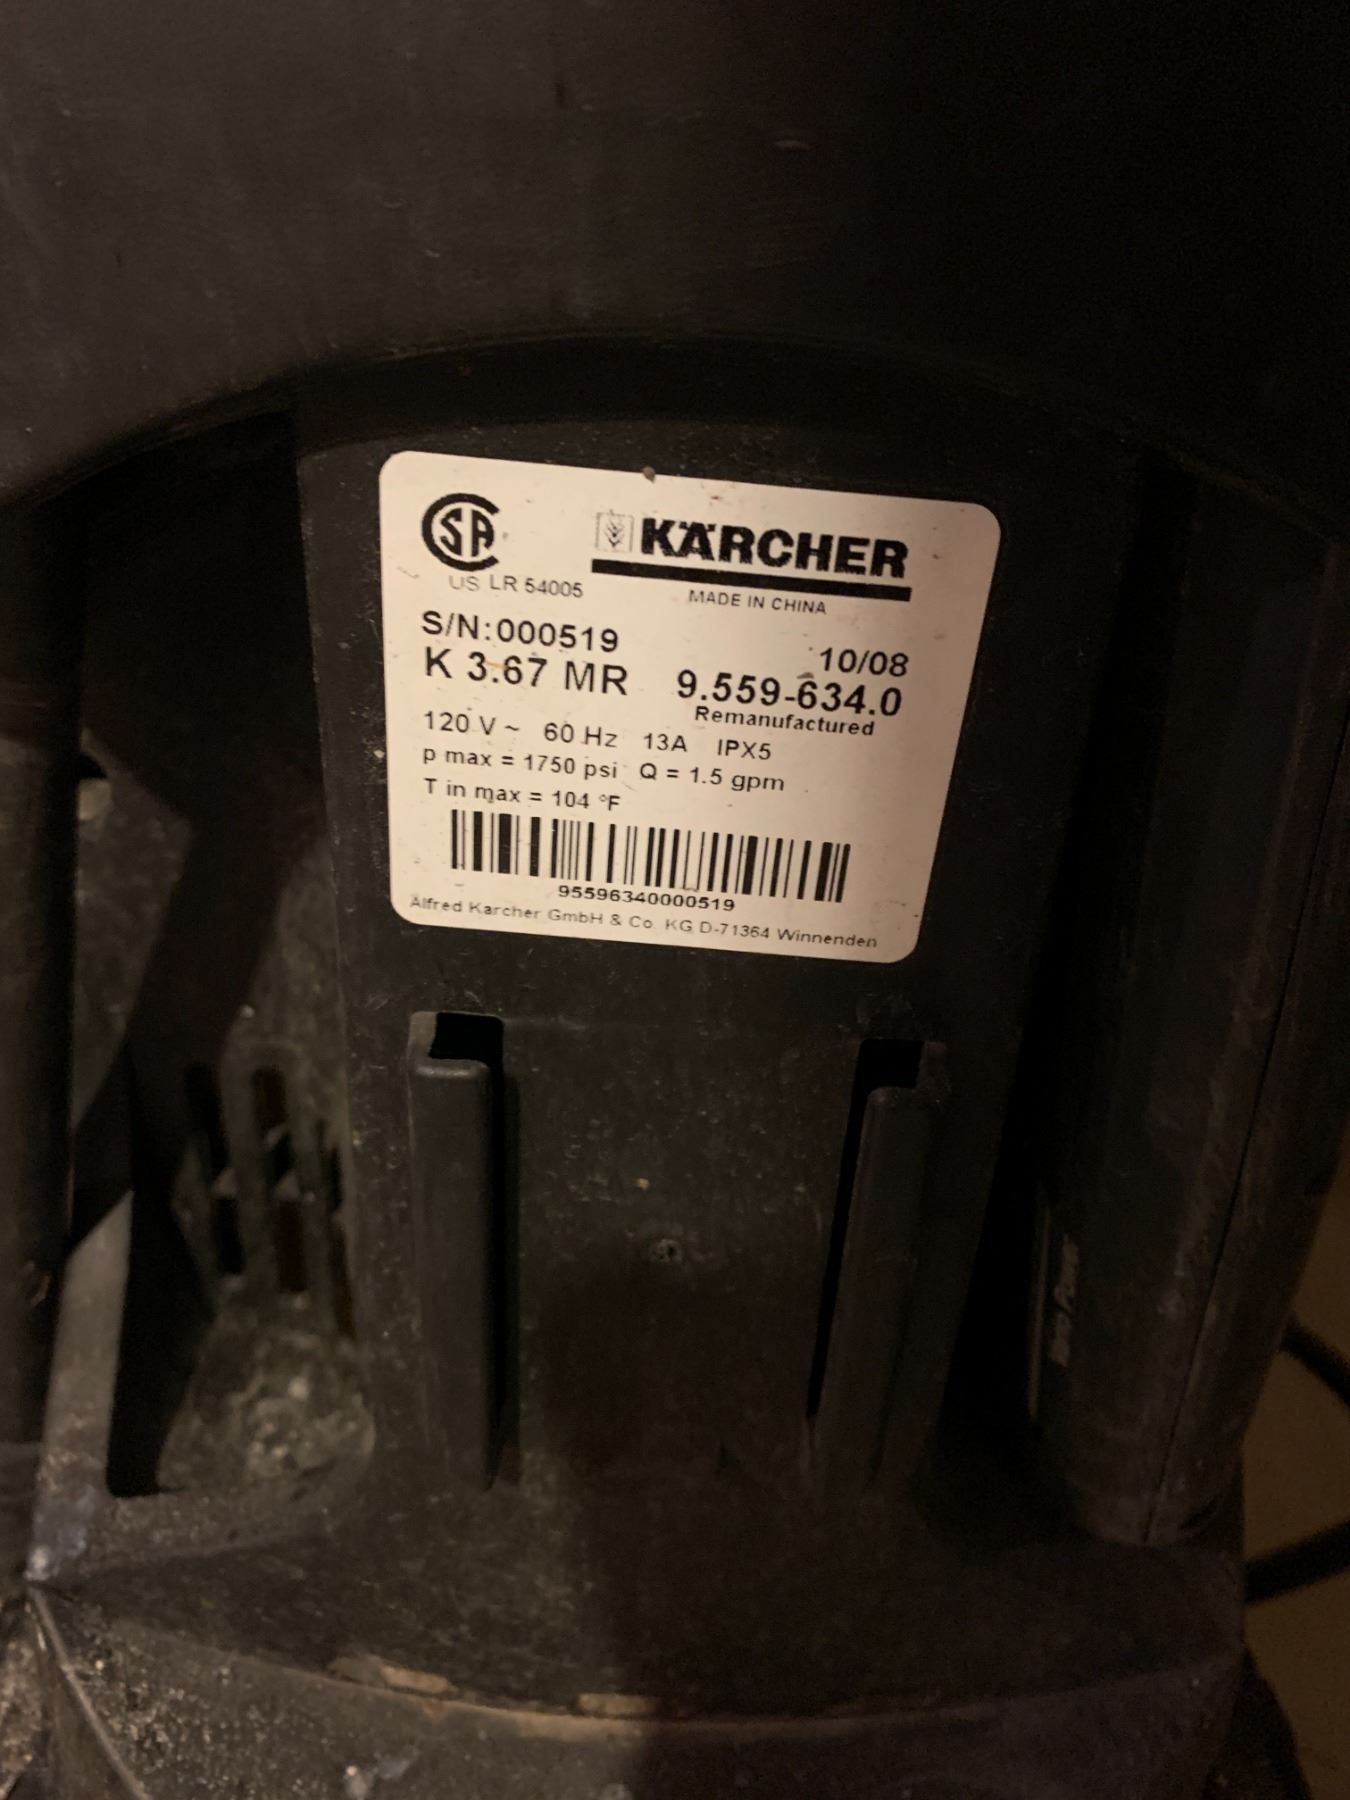 SA
KÄRCHER
US LR 54005
MADE IN CHINA
S/N:000519
10/08
K 3.67 MR 9.559-634.0
Remanufactured
120 V ~ 60 Hz 13A IPX5
p max = 1750 psi Q = 1.5 gpm
T in max = 104 °F
95596340000519
Alfred Karcher GmbH & Co. KG D-71364 Winnenden